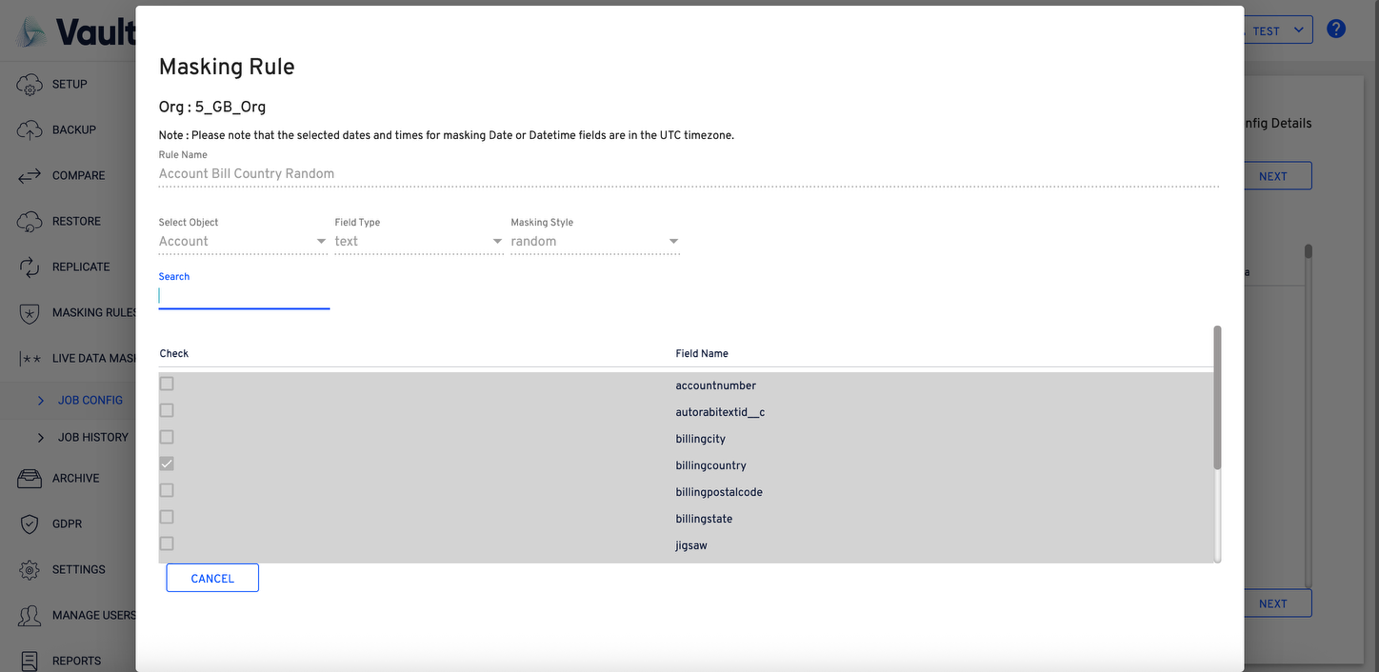 Vault
TEST
?
SETUP
BACKUP
COMPARE
RESTORE
REPLICATE
MASKING RULES
LIVE DATA MAS
JOB CONFIG
JOB HISTORY
ARCHIVE
GDPR
SETTINGS
MANAGE USERS
REPORTS
Masking Rule
Org : 5_GB_Org
Note : Please note that the selected dates and times for masking Date or Datetime fields are in the UTC timezone.
Rule Name
Account Bill Country Random
Select Object Field Type Masking Style
Account text random
Search
Check Field Name
accountnumber
autorabitextid__c
billingcity
billingcountry
billingpostalcode
billingstate
jigsaw
CANCEL
nfig Details
NEXT
a
NEXT